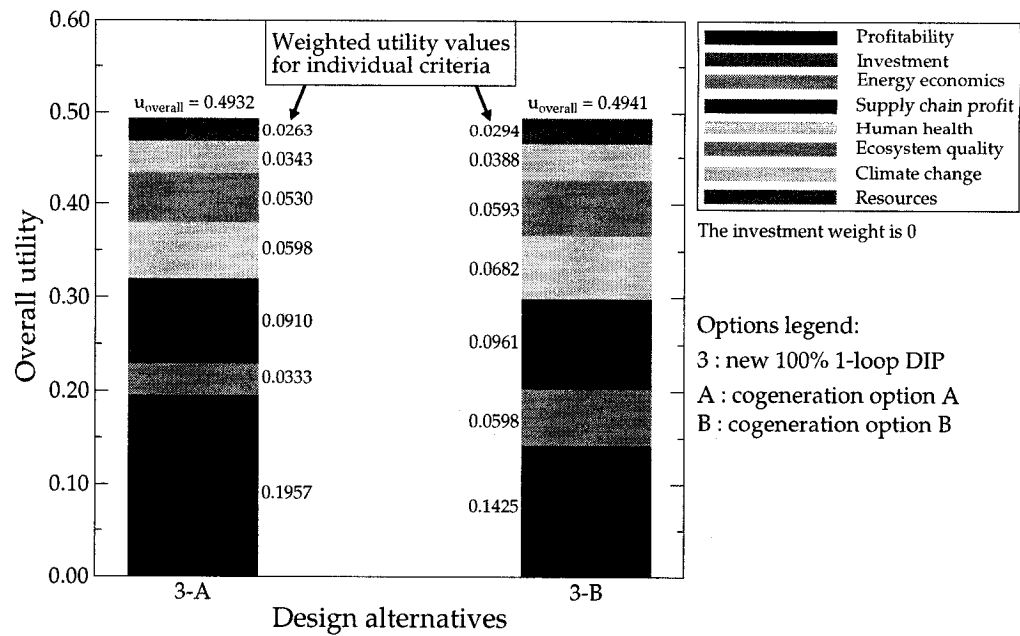 0.60
0.50
0.40
0.30
0.20
0.10
0.00
Overall utility
Weighted utility values
for individual criteria
u_overall = 0.4932
0.0263
0.0343
0.0530
0.0598
0.0910
0.0333
0.1957
u_overall = 0.4941
0.0294
0.0388
0.0593
0.0682
0.0961
0.0598
0.1425
3-A
3-B
Design alternatives
Profitability
Investment
Energy economics
Supply chain profit
Human health
Ecosystem quality
Climate change
Resources
The investment weight is 0
Options legend:
3 : new 100% 1-loop DIP
A : cogeneration option A
B : cogeneration option B